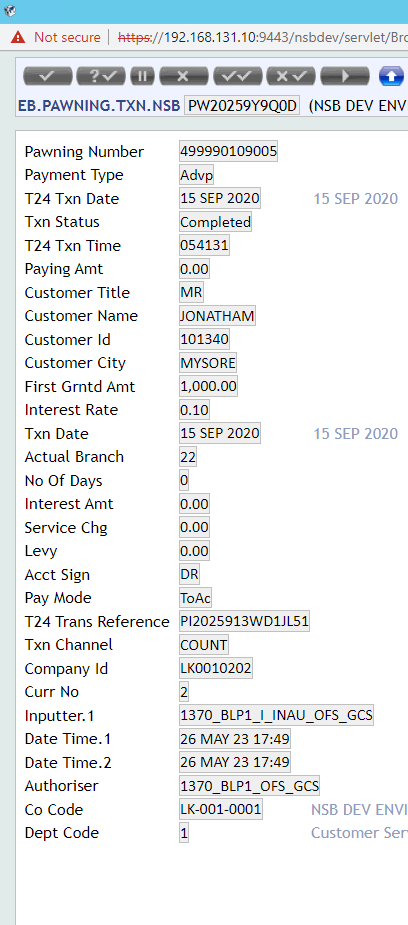 Not secure | https://192.168.131.10:9443/nsbdev/servlet/Bro
EB.PAWNING.TXN.NSB PW20259Y9Q0D (NSB DEV ENV
Pawning Number 499990109005
Payment Type Advp
T24 Txn Date 15 SEP 2020 15 SEP 2020
Txn Status Completed
T24 Txn Time 054131
Paying Amt 0.00
Customer Title MR
Customer Name JONATHAM
Customer Id 101340
Customer City MYSORE
First Grntd Amt 1,000.00
Interest Rate 0.10
Txn Date 15 SEP 2020 15 SEP 2020
Actual Branch 22
No Of Days 0
Interest Amt 0.00
Service Chg 0.00
Levy 0.00
Acct Sign DR
Pay Mode ToAc
T24 Trans Reference PI2025913WD1JL51
Txn Channel COUNT
Company Id LK0010202
Curr No 2
Inputter.1 1370_BLP1_I_INAU_OFS_GCS
Date Time.1 26 MAY 23 17:49
Date Time.2 26 MAY 23 17:49
Authoriser 1370_BLP1_OFS_GCS
Co Code LK-001-0001 NSB DEV ENVI
Dept Code 1 Customer Serv